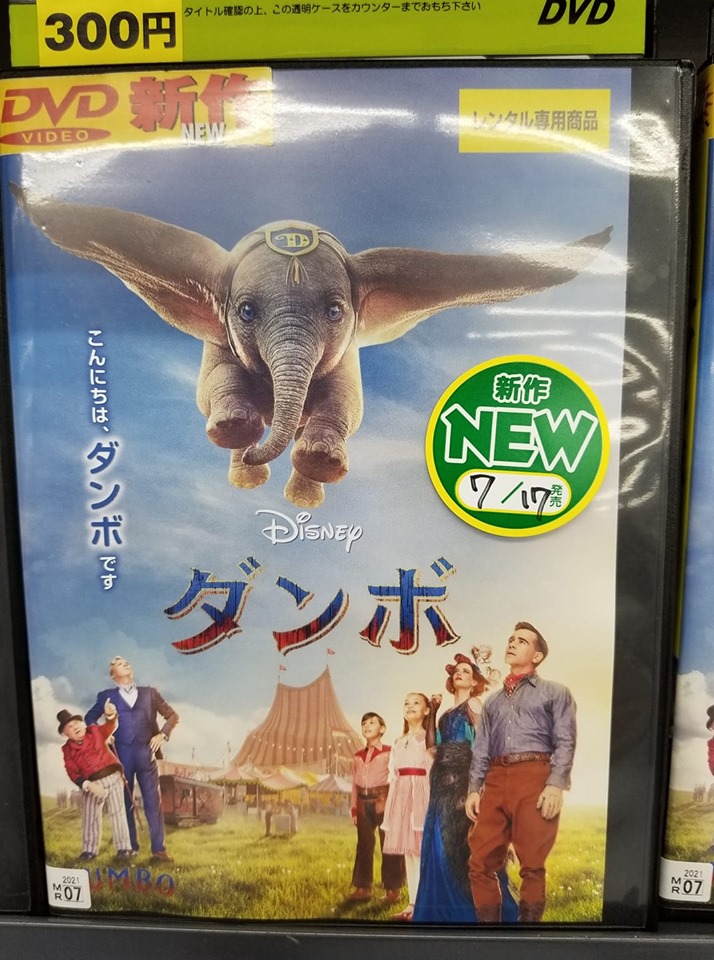 300円
タイトル確認の上、この透明ケースをカウンターまでおもち下さい
DVD
DVD
VIDEO
新作
NEW
レンタル専用商品
D
こんにちは、ダンボです
新作
NEW
7/17発売
DISNEY
ダンボ
DUMBO
2021
M
R 07
2021
M
R 07